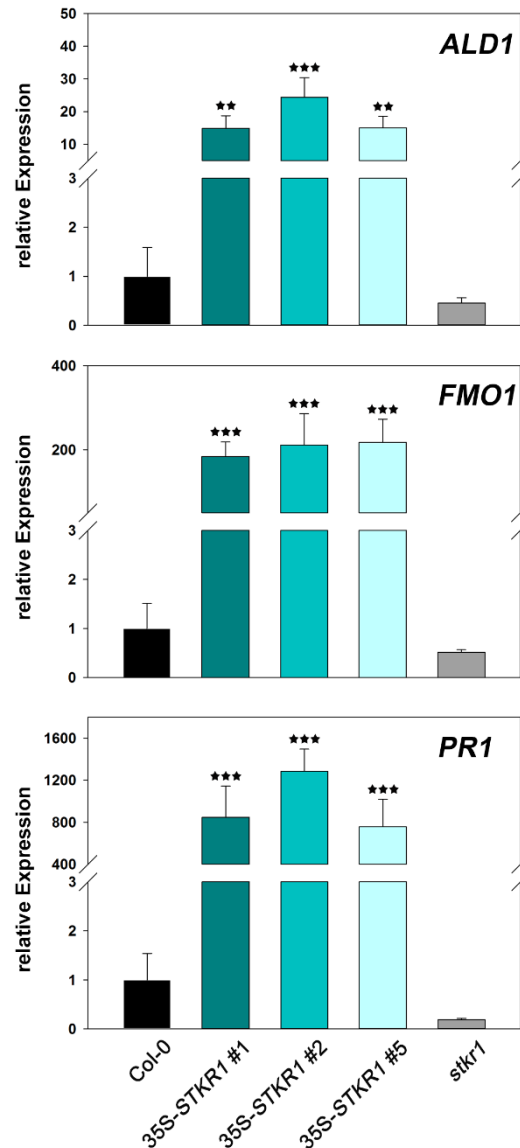 ALD1
relative Expression
50
40
30
20
10
3
2
1
0
★★
★★★
★★
FMO1
relative Expression
400
200
3
2
1
0
★★★
★★★
★★★
PR1
relative Expression
1600
1200
800
400
3
2
1
0
★★★
★★★
★★★
Col-0
35S-STKR1 #1
35S-STKR1 #2
35S-STKR1 #5
stkr1